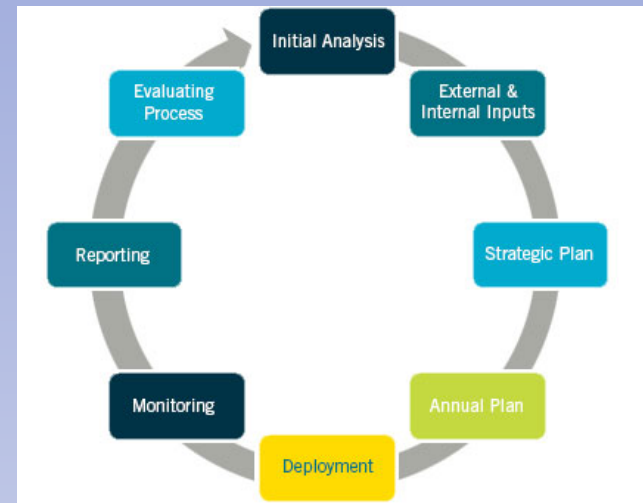 Initial Analysis
External &
Internal Inputs
Strategic Plan
Annual Plan
Deployment
Monitoring
Reporting
Evaluating
Process